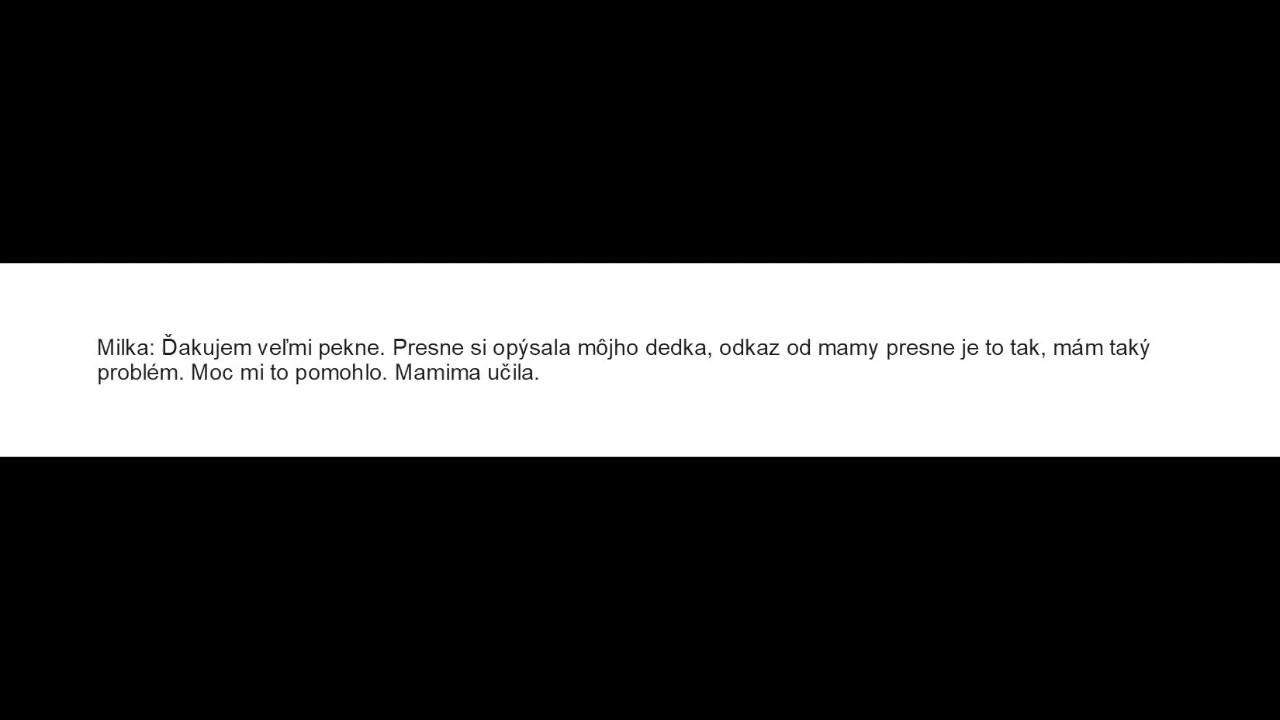 Milka: Ďakujem veľmi pekne. Presne si opýsala môjho dedka, odkaz od mamy presne je to tak, mám taký
problém. Moc mi to pomohlo. Mamima učila.